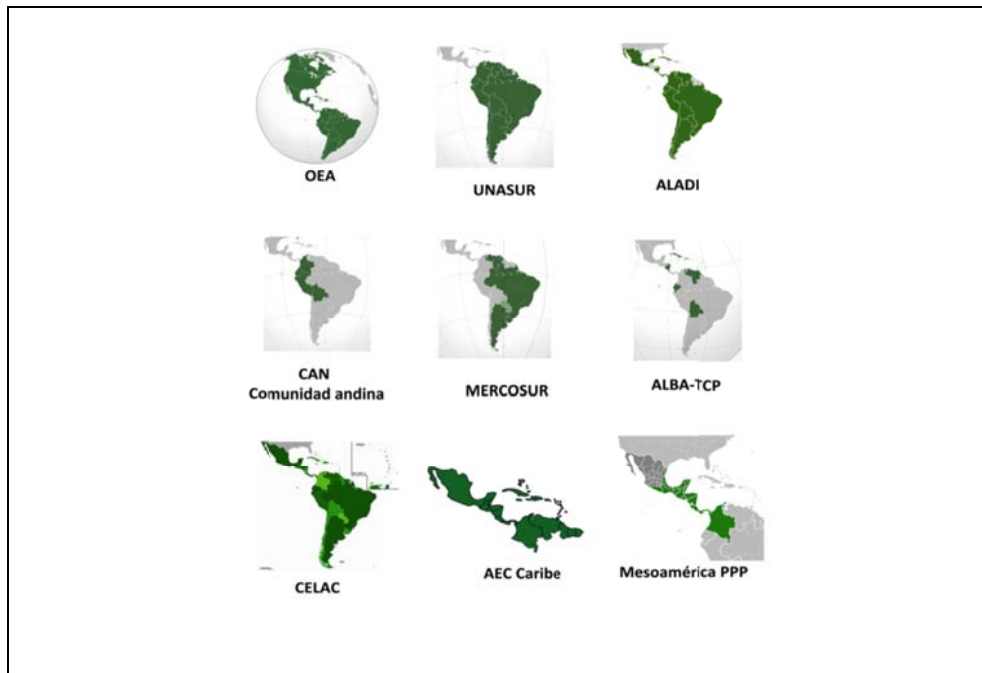 OEA
UNASUR
ALADI
CAN
Comunidad andina
MERCOSUR
ALBA-TCP
CELAC
AEC Caribe
Mesoamérica PPP